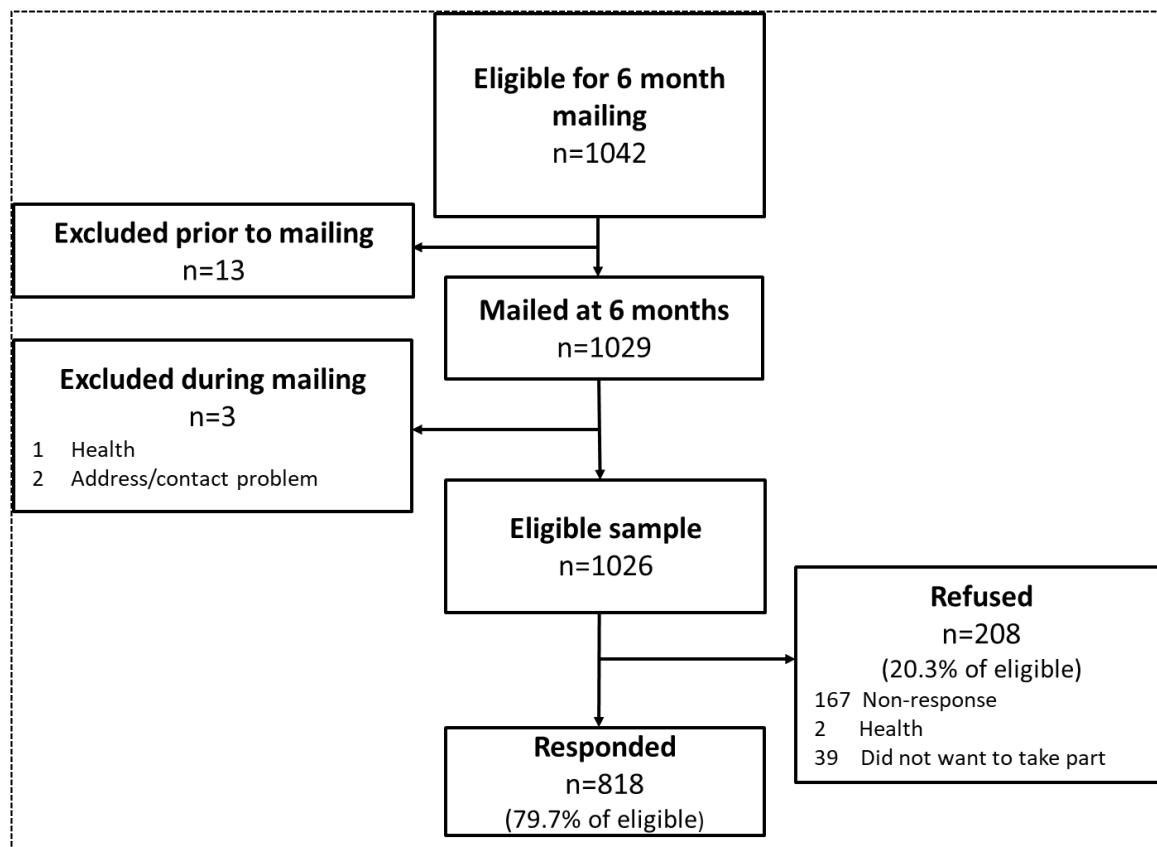 Eligible for 6 month
mailing
n=1042
Excluded prior to mailing
n=13
Mailed at 6 months
n=1029
Excluded during mailing
n=3
1 Health
2 Address/contact problem
Eligible sample
n=1026
Refused
n=208
(20.3% of eligible)
167 Non-response
2 Health
39 Did not want to take part
Responded
n=818
(79.7% of eligible)